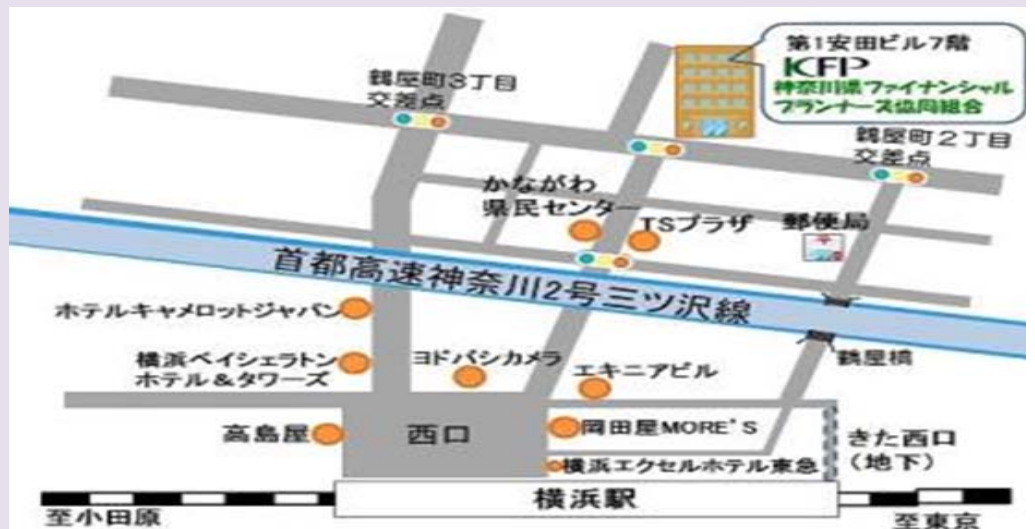 第1安田ビル7階
KFP
神奈川県ファイナンシャル
プランナーズ協同組合
鶴屋町3丁目
交差点
鶴屋町2丁目
交差点
かながわ
県民センター
TSプラザ
郵便局
首都高速神奈川2号三ツ沢線
ホテルキャメロットジャパン
鶴屋橋
横浜ベイシェラトン
ホテル&タワーズ
ヨドバシカメラ
エキニアビル
高島屋
西口
岡田屋MORE'S
きた西口
(地下)
横浜エクセルホテル東急
横浜駅
至小田原
至東京